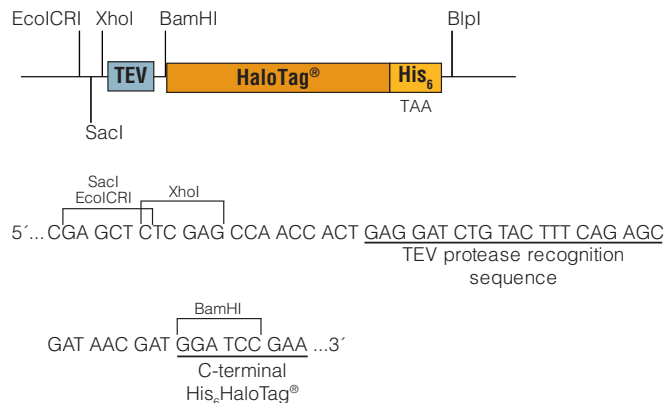 EcoICRI XhoI BamHI BlpI
TEV HaloTag® His₆
TAA
SacI
SacI
EcoICRI XhoI
5´...CGA GCT CTC GAG CCA ACC ACT GAG GAT CTG TAC TTT CAG AGC
TEV protease recognition
sequence
BamHI
GAT AAC GAT GGA TCC GAA ...3´
C-terminal
His₆HaloTag®